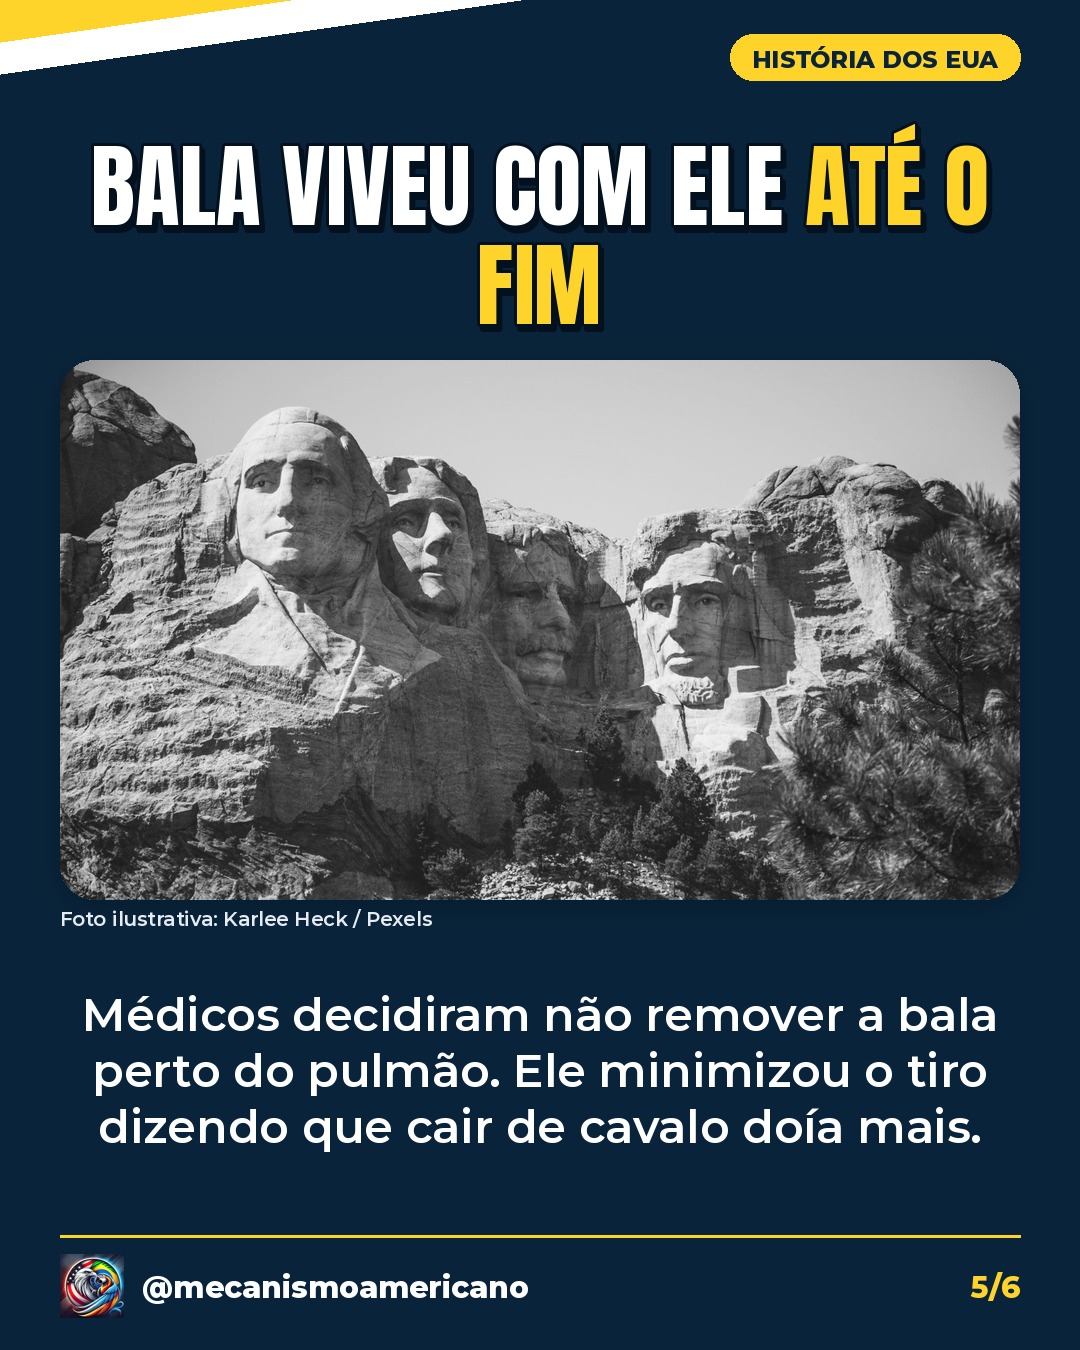 HISTÓRIA DOS EUA
BALA VIVEU COM ELE ATÉ O
FIM
Foto ilustrativa: Karlee Heck / Pexels
Médicos decidiram não remover a bala
perto do pulmão. Ele minimizou o tiro
dizendo que cair de cavalo doía mais.
@mecanismoamericano
5/6